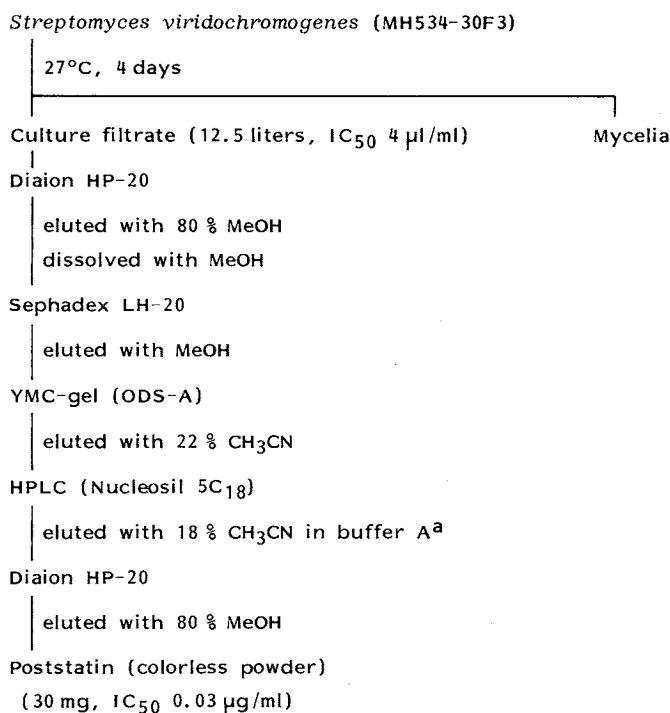 Streptomyces viridochromogenes (MH534-30F3)
27°C, 4 days
Culture filtrate (12.5 liters, IC50 4 µl/ml) Mycelia
Diaion HP-20
eluted with 80 % MeOH
dissolved with MeOH
Sephadex LH-20
eluted with MeOH
YMC-gel (ODS-A)
eluted with 22 % CH3CN
HPLC (Nucleosil 5C18)
eluted with 18 % CH3CN in buffer Aa
Diaion HP-20
eluted with 80 % MeOH
Poststatin (colorless powder)
(30 mg, IC50 0.03 µg/ml)